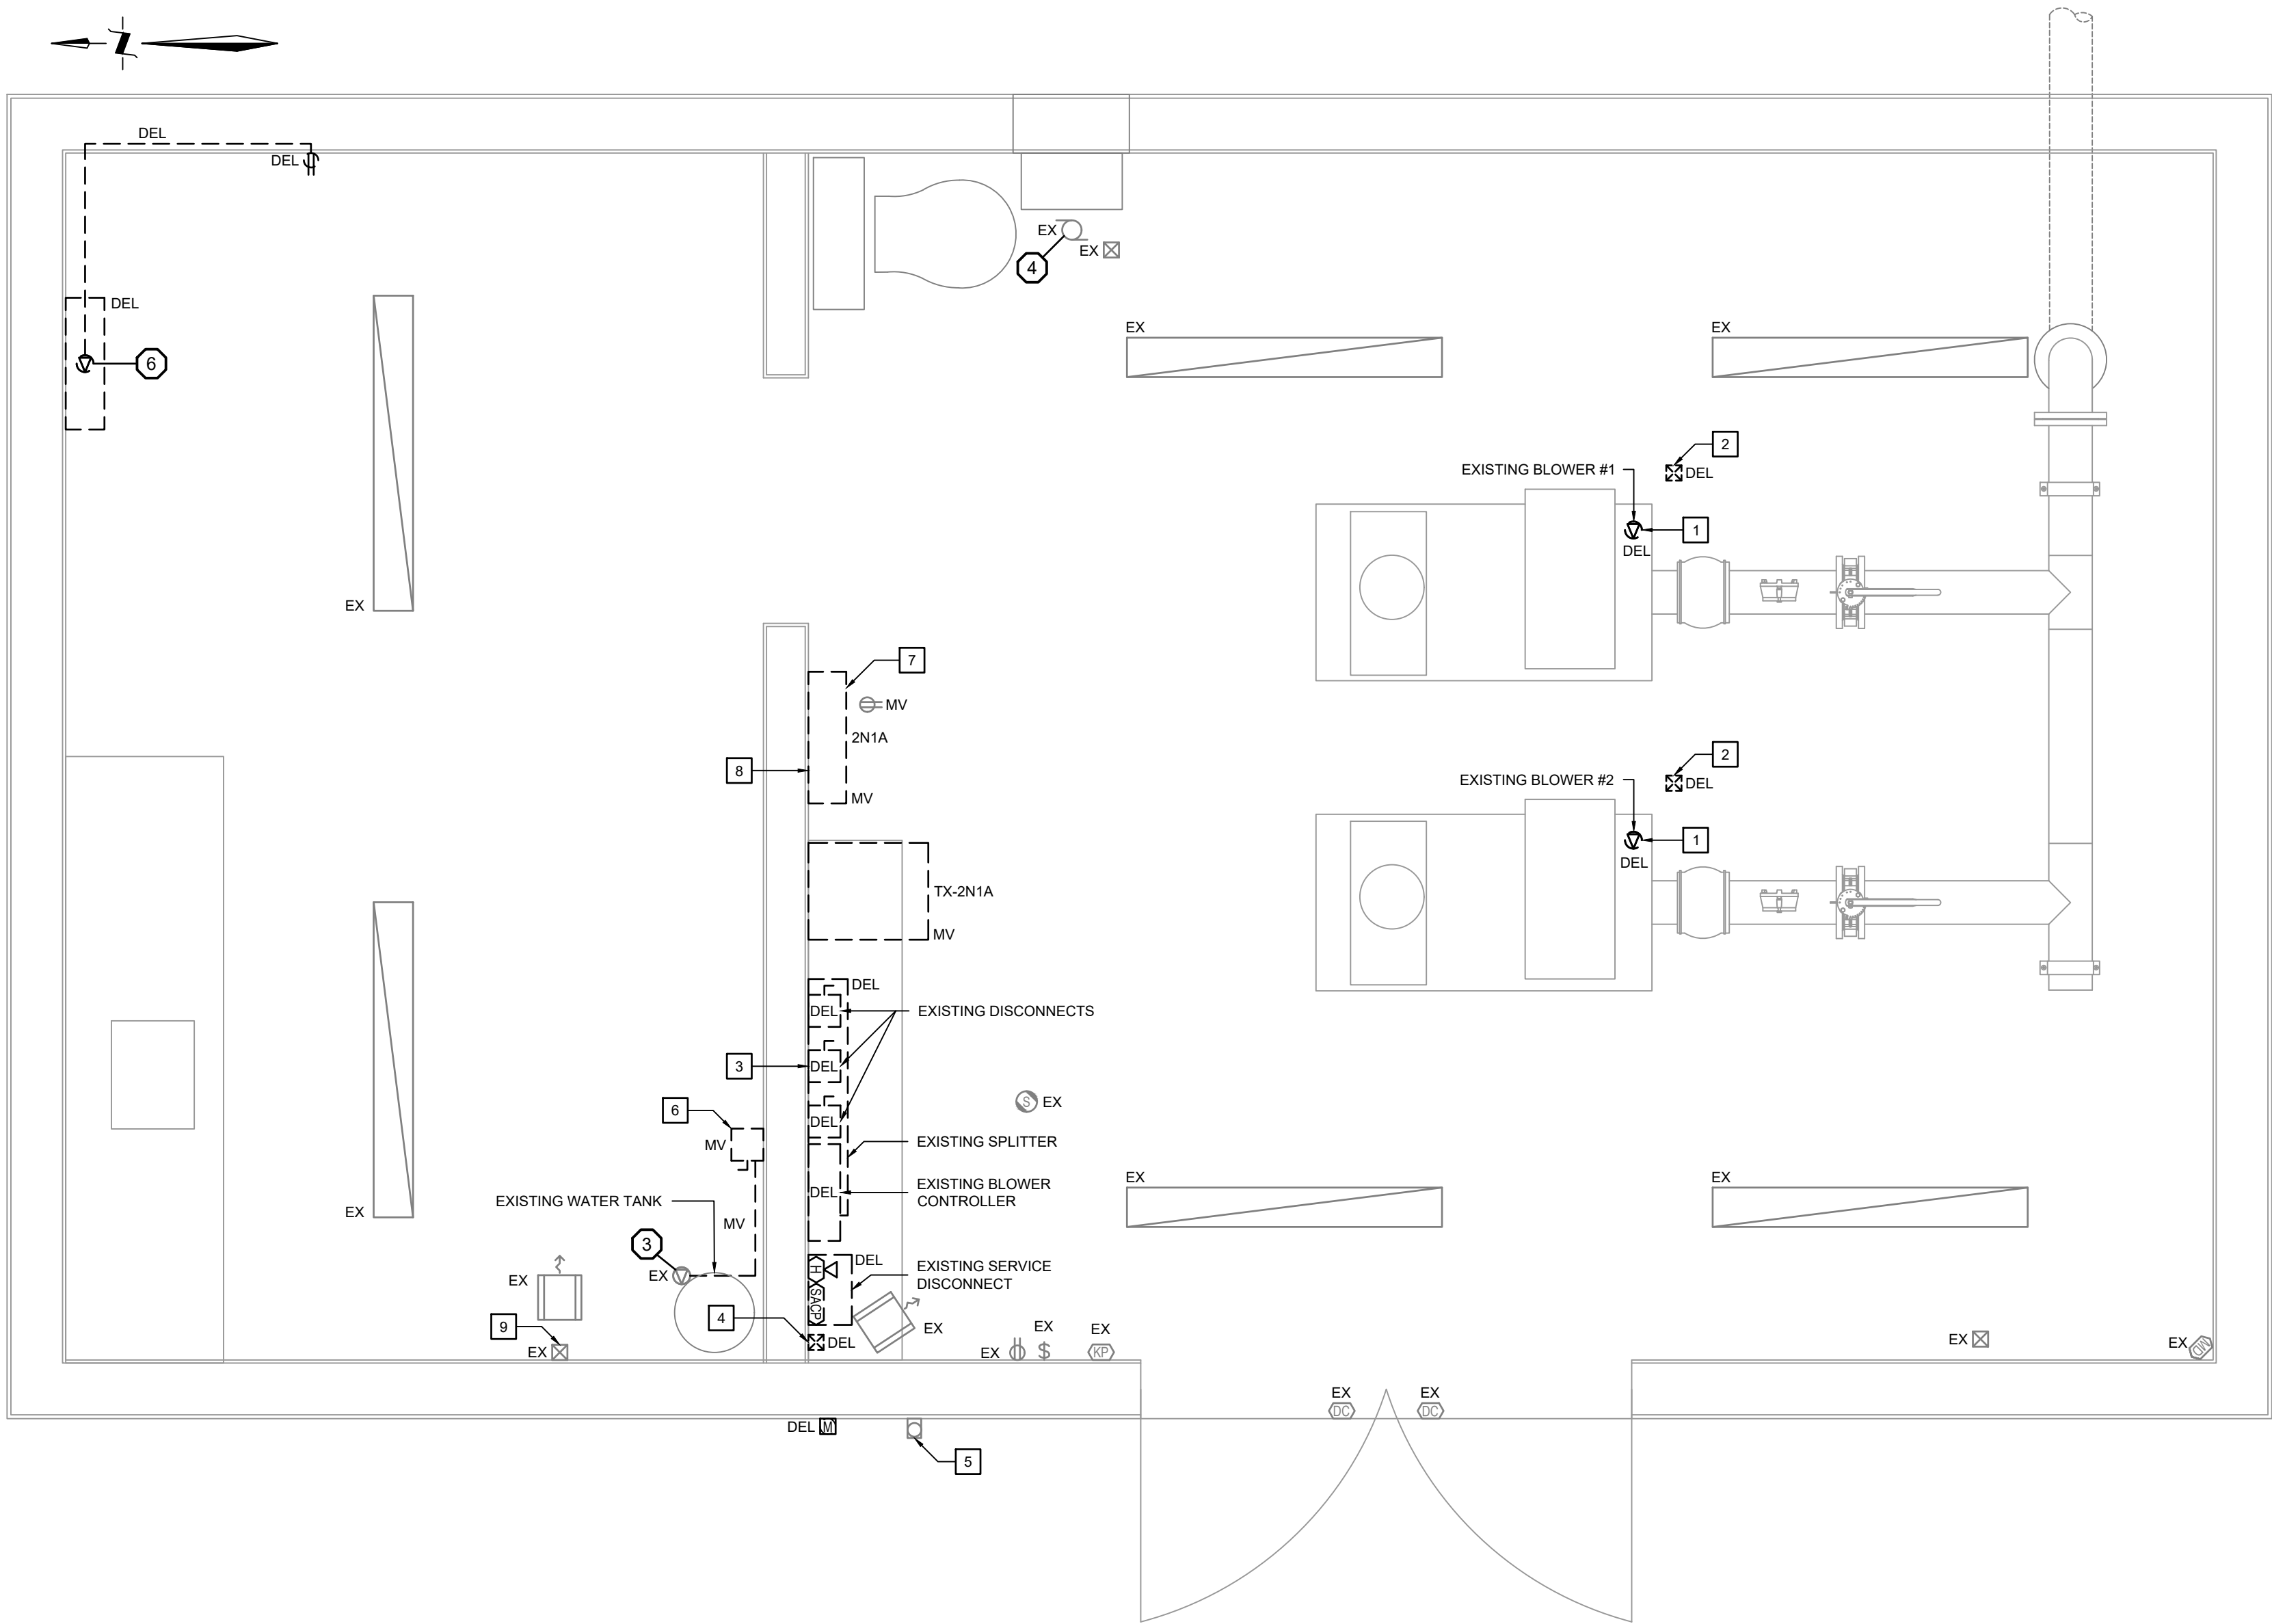 DEL
DEL
EX
EX
4
DEL
6
EX
EX
2
EXISTING BLOWER #1
DEL
1
DEL
EX
7
MV
2N1A
8
MV
2
EXISTING BLOWER #2
DEL
1
DEL
TX-2N1A
MV
DEL
DEL
EXISTING DISCONNECTS
3
DEL
6
DEL
S
EX
MV
EXISTING SPLITTER
EX
EX
DEL
EXISTING BLOWER
CONTROLLER
EXISTING WATER TANK
EX
MV
3
EX
DEL
EXISTING SERVICE
DISCONNECT
H
SACP
EX
9
4
EX
DEL
EX
EX
EX
EX
EX
$
KP
EX
EX
MD
EX
EX
DC
DC
DEL
M
5